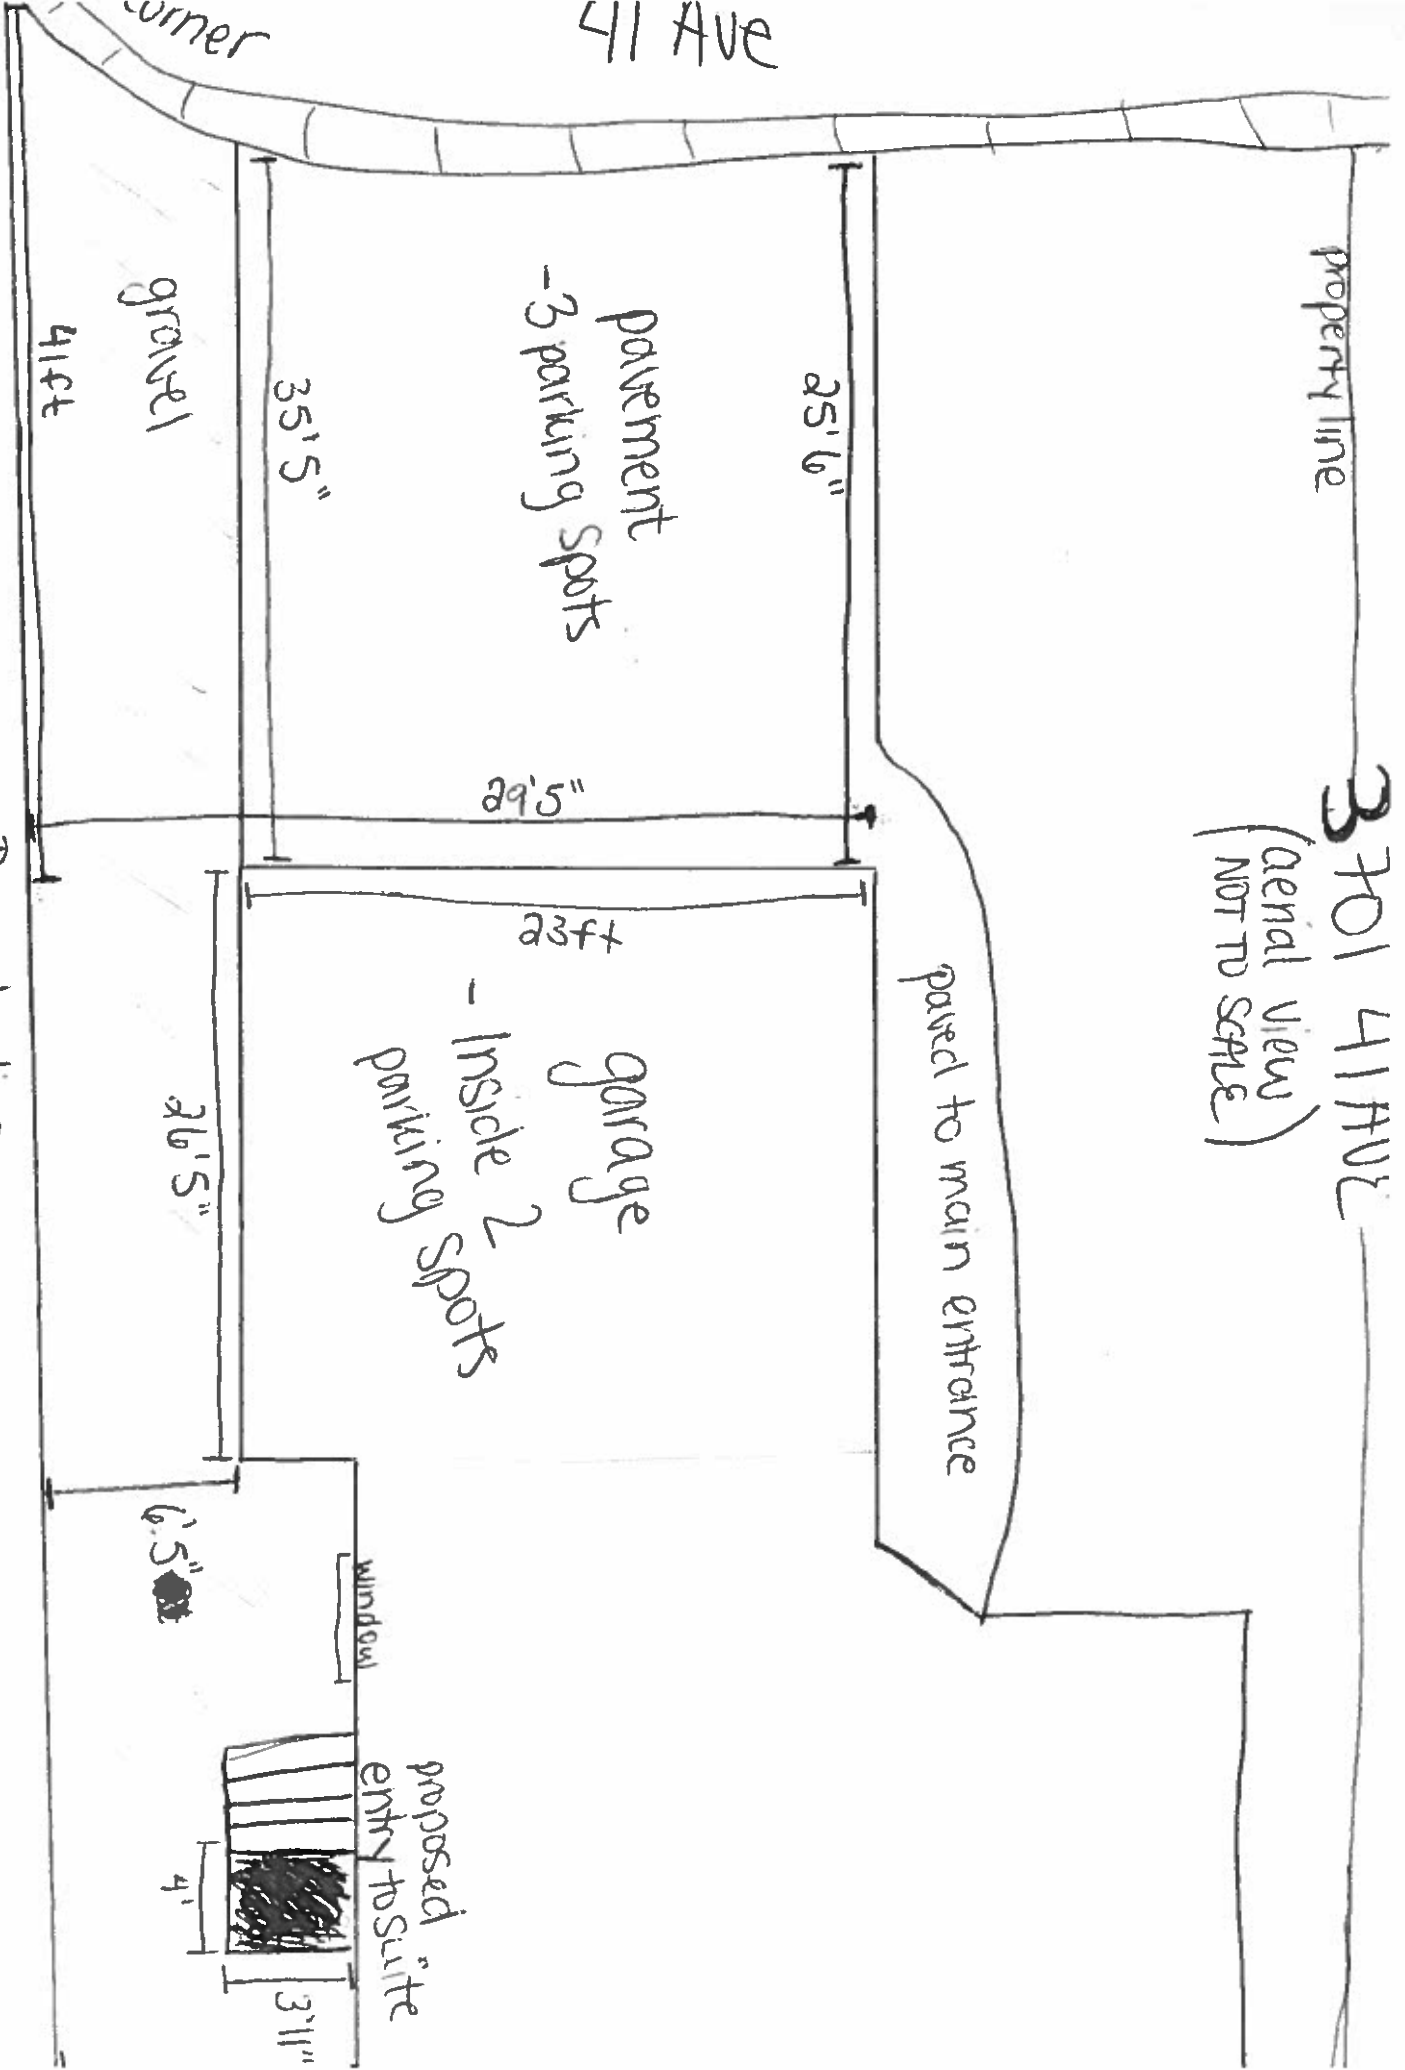 corner
41 Ave
property line
3701 41 AVE
(aerial view
NOT TO SCALE)
gravel
41ft
35'5"
pavement
-3 parking spots
25'6"
29'5"
23ft
garage
- Inside 2
parking spots
26'5"
paved to main entrance
6'.5"
window
proposed
entry to suite
4'
3'11"